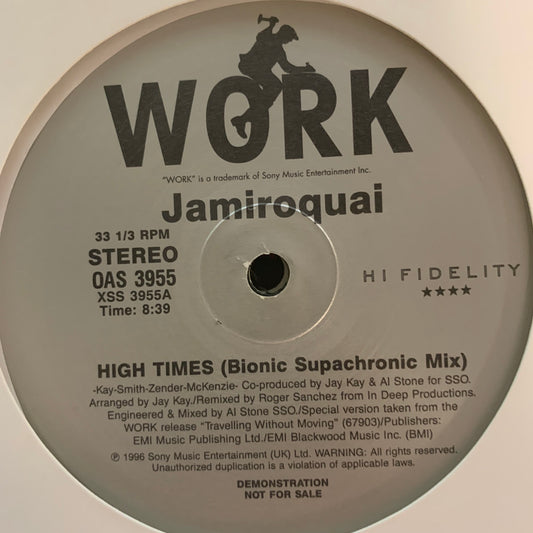 WORK
"WORK" is a trademark of Sony Music Entertainment Inc.
Jamiroquai
33 1/3 RPM
STEREO
OAS 3955
XSS 3955A
Time: 8:39
HI FIDELITY
★★★★
HIGH TIMES (Bionic Supachronic Mix)
-Kay-Smith-Zender-McKenzie- Co-produced by Jay Kay & Al Stone for SSO.
Arranged by Jay Kay./Remixed by Roger Sanchez from In Deep Productions.
Engineered & Mixed by Al Stone SSO./Special version taken from the
WORK release "Travelling Without Moving" (67903)/Publishers:
EMI Music Publishing Ltd./EMI Blackwood Music Inc. (BMI)
℗ 1996 Sony Music Entertainment (UK) Ltd. WARNING: All rights reserved.
Unauthorized duplication is a violation of applicable laws.
DEMONSTRATION
NOT FOR SALE